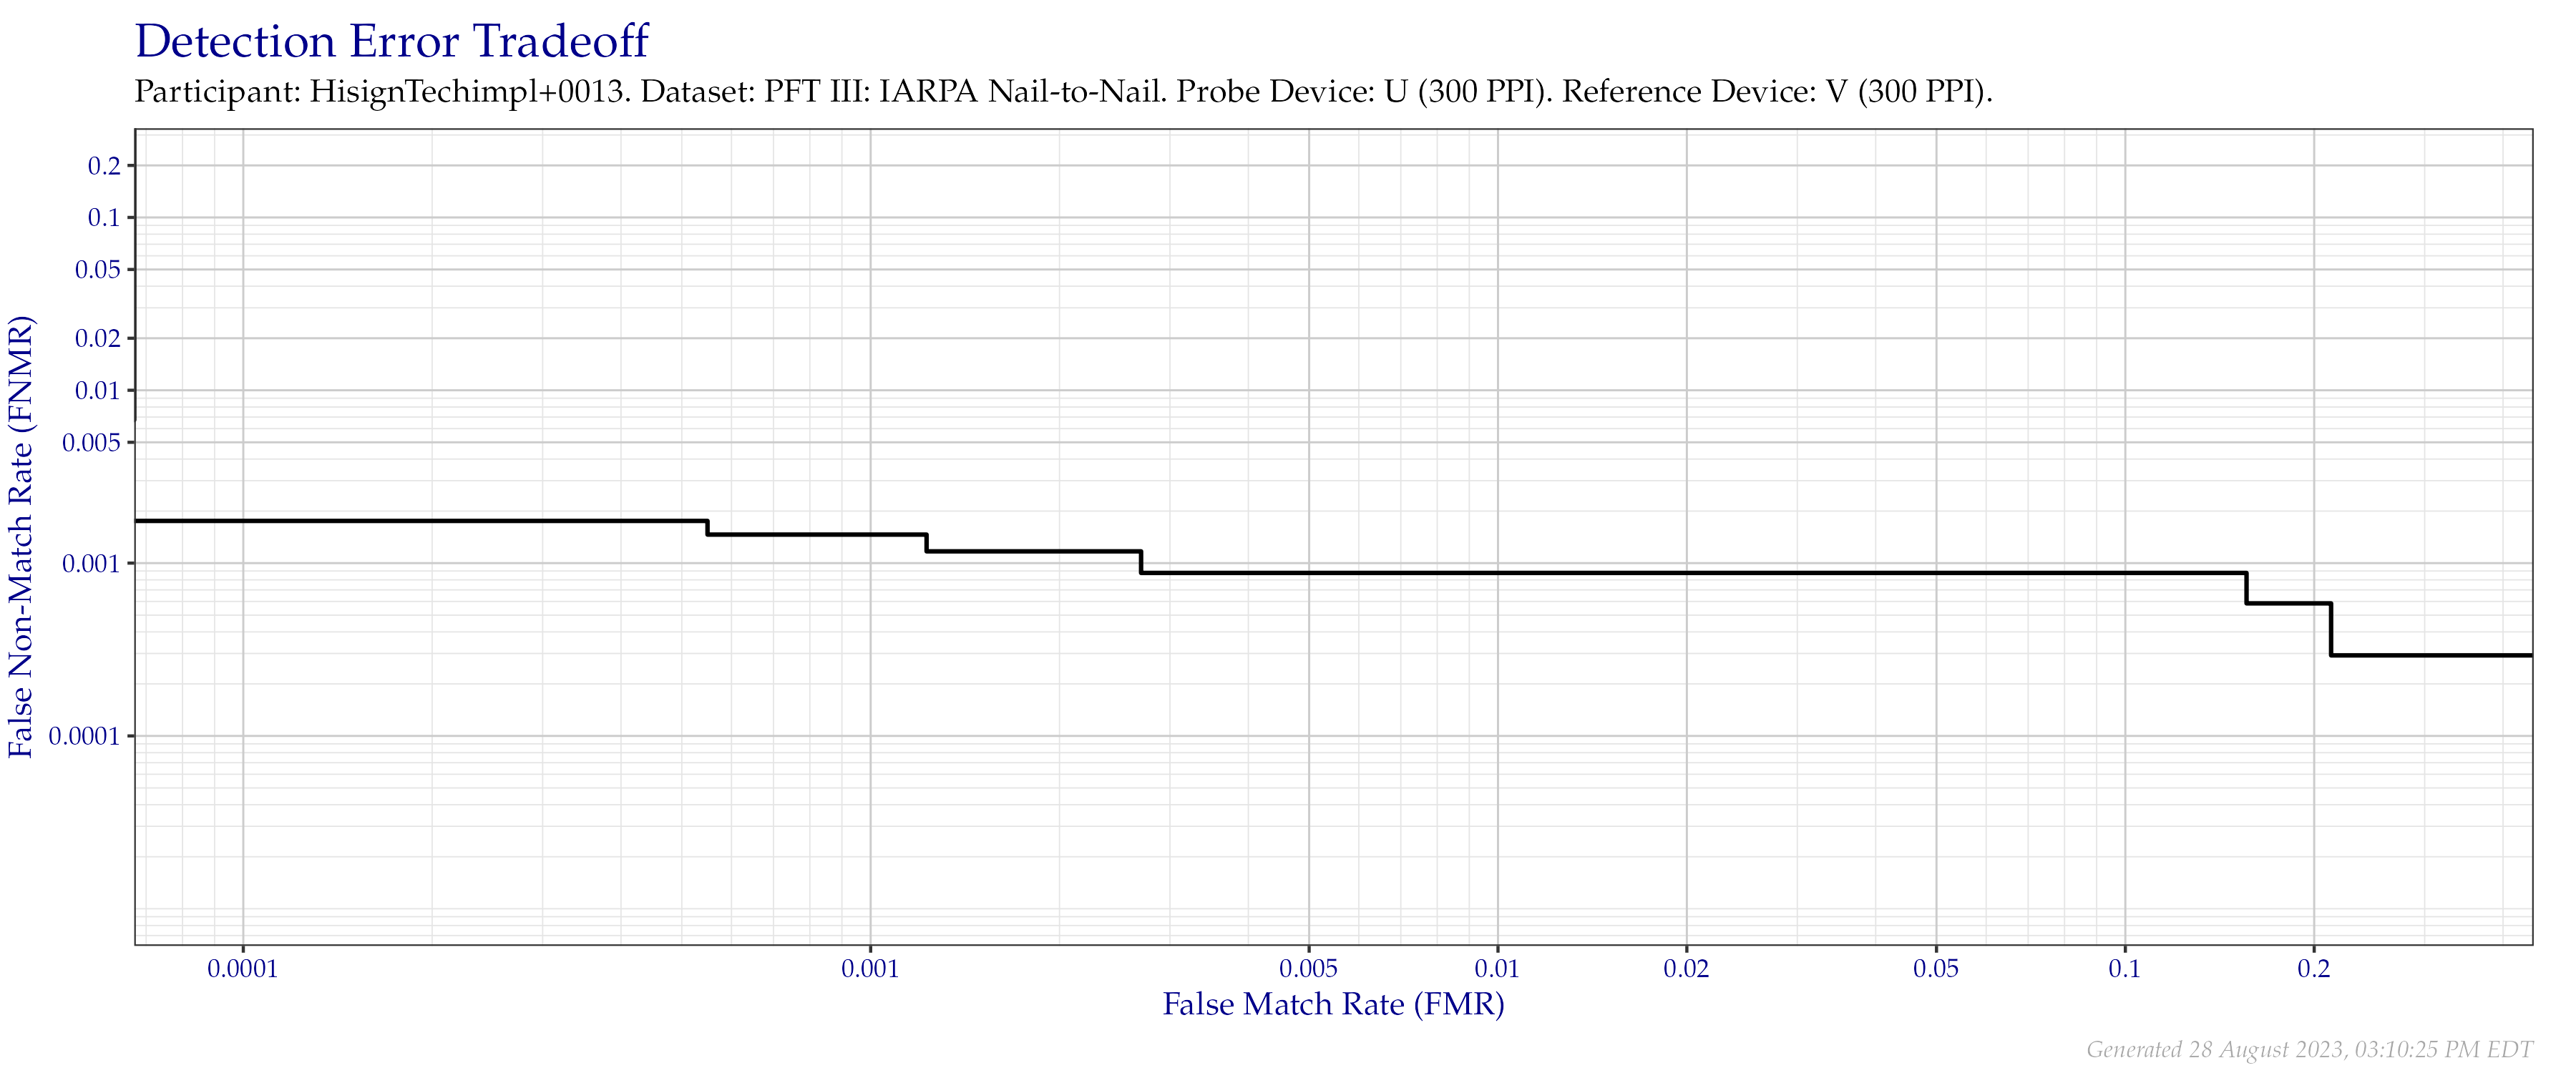 Detection Error Tradeoff
Participant: HisignTechimpl+0013. Dataset: PFT III: IARPA Nail-to-Nail. Probe Device: U (300 PPI). Reference Device: V (300 PPI).
False Non-Match Rate (FNMR)
0.2
0.1
0.05
0.02
0.01
0.005
0.001
0.0001
0.0001 0.001 0.005 0.01 0.02 0.05 0.1 0.2
False Match Rate (FMR)
Generated 28 August 2023, 03:10:25 PM EDT